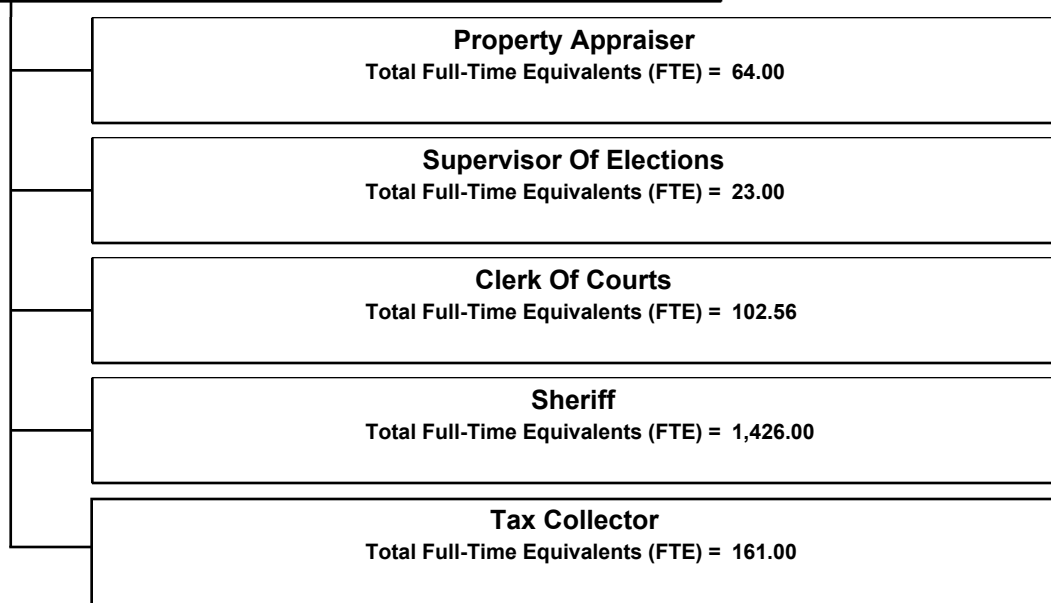 Property Appraiser
Total Full-Time Equivalents (FTE) = 64.00
Supervisor Of Elections
Total Full-Time Equivalents (FTE) = 23.00
Clerk Of Courts
Total Full-Time Equivalents (FTE) = 102.56
Sheriff
Total Full-Time Equivalents (FTE) = 1,426.00
Tax Collector
Total Full-Time Equivalents (FTE) = 161.00